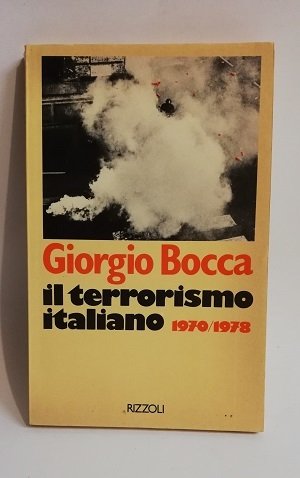 Giorgio Bocca
il terrorismo
italiano 1970/1978
RIZZOLI